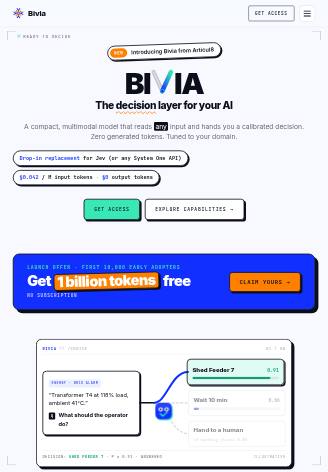 Bivia
GET ACCESS
READY TO DECIDE
NEW Introducing Bivia from Articul8
BIVIA
The decision layer for your AI
A compact, multimodal model that reads any input and hands you a calibrated decision.
Zero generated tokens. Tuned to your domain.
Drop-in replacement for Jev (or any System One API)
$0.042 / M input tokens · $0 output tokens
GET ACCESS
EXPLORE CAPABILITIES →
LAUNCH OFFER · FIRST 10,000 EARLY ADOPTERS
Get 1 billion tokens free
NO SUBSCRIPTION
CLAIM YOURS →
BIVIA
"Transformer T4 at 118% load, ambient 41°C."
What should the operator do?
Shed Feeder 7 0.91
Wait 10 min
Hand to a human
DECISION: SHED FEEDER 7
ILLUSTRATION